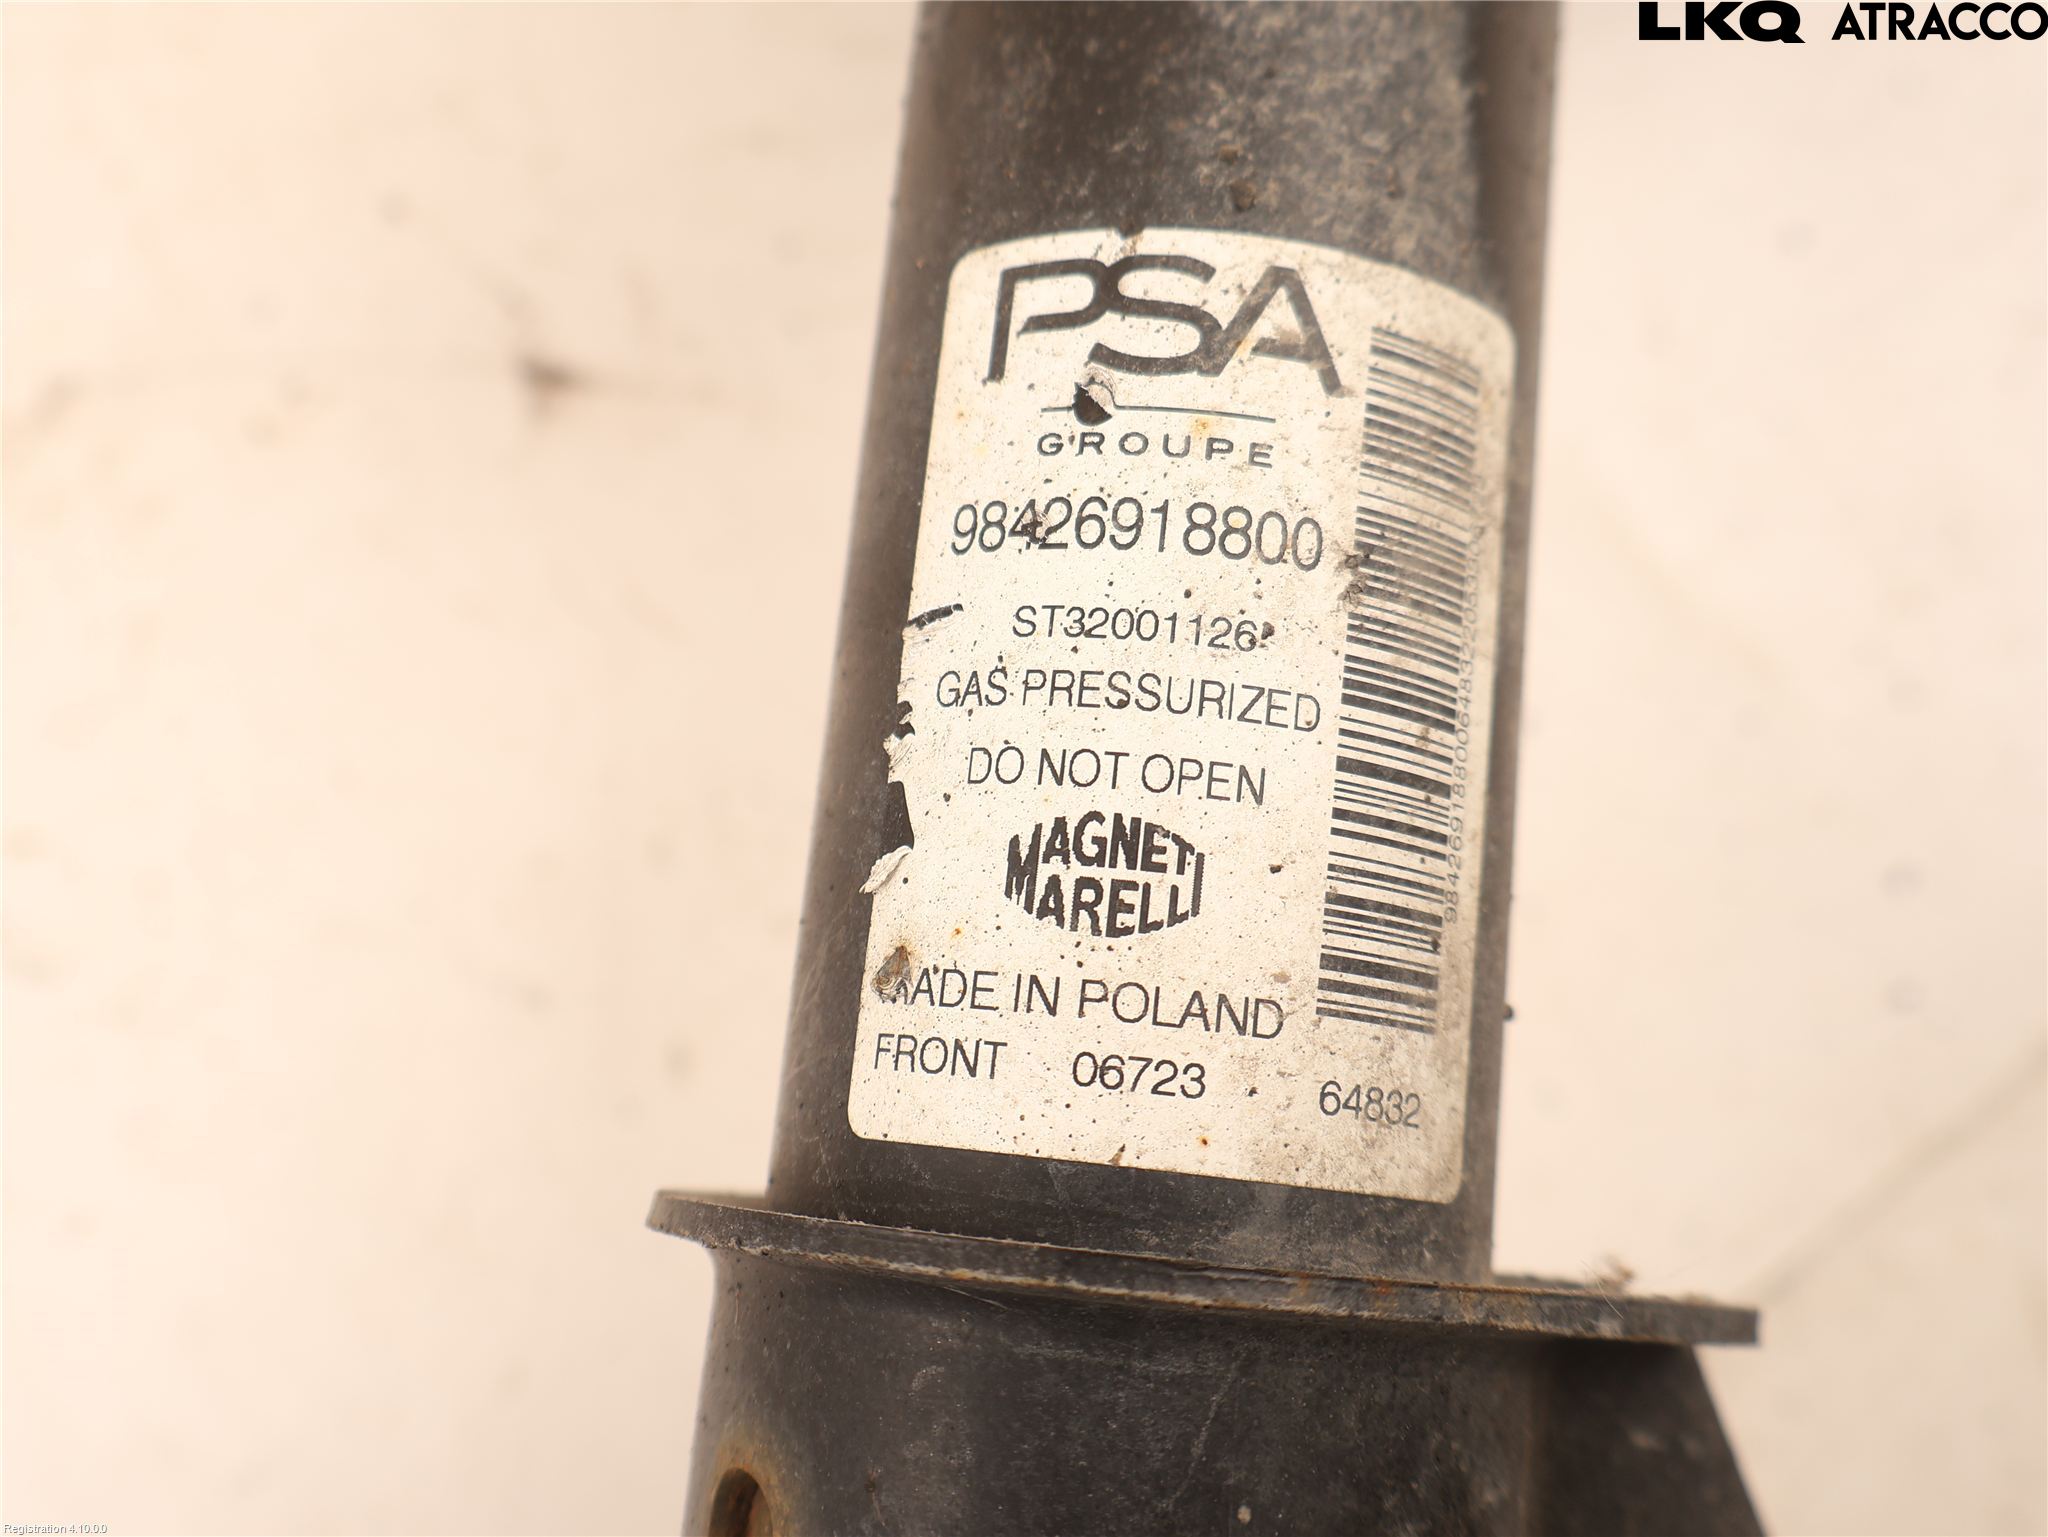 LKQ ATRACCO
PSA
GROUPE
98426918800
ST32001126
GAS PRESSURIZED
DO NOT OPEN
MAGNETI
MARELLI
MADE IN POLAND
FRONT 06723 64832
Registration 4.10.0.0